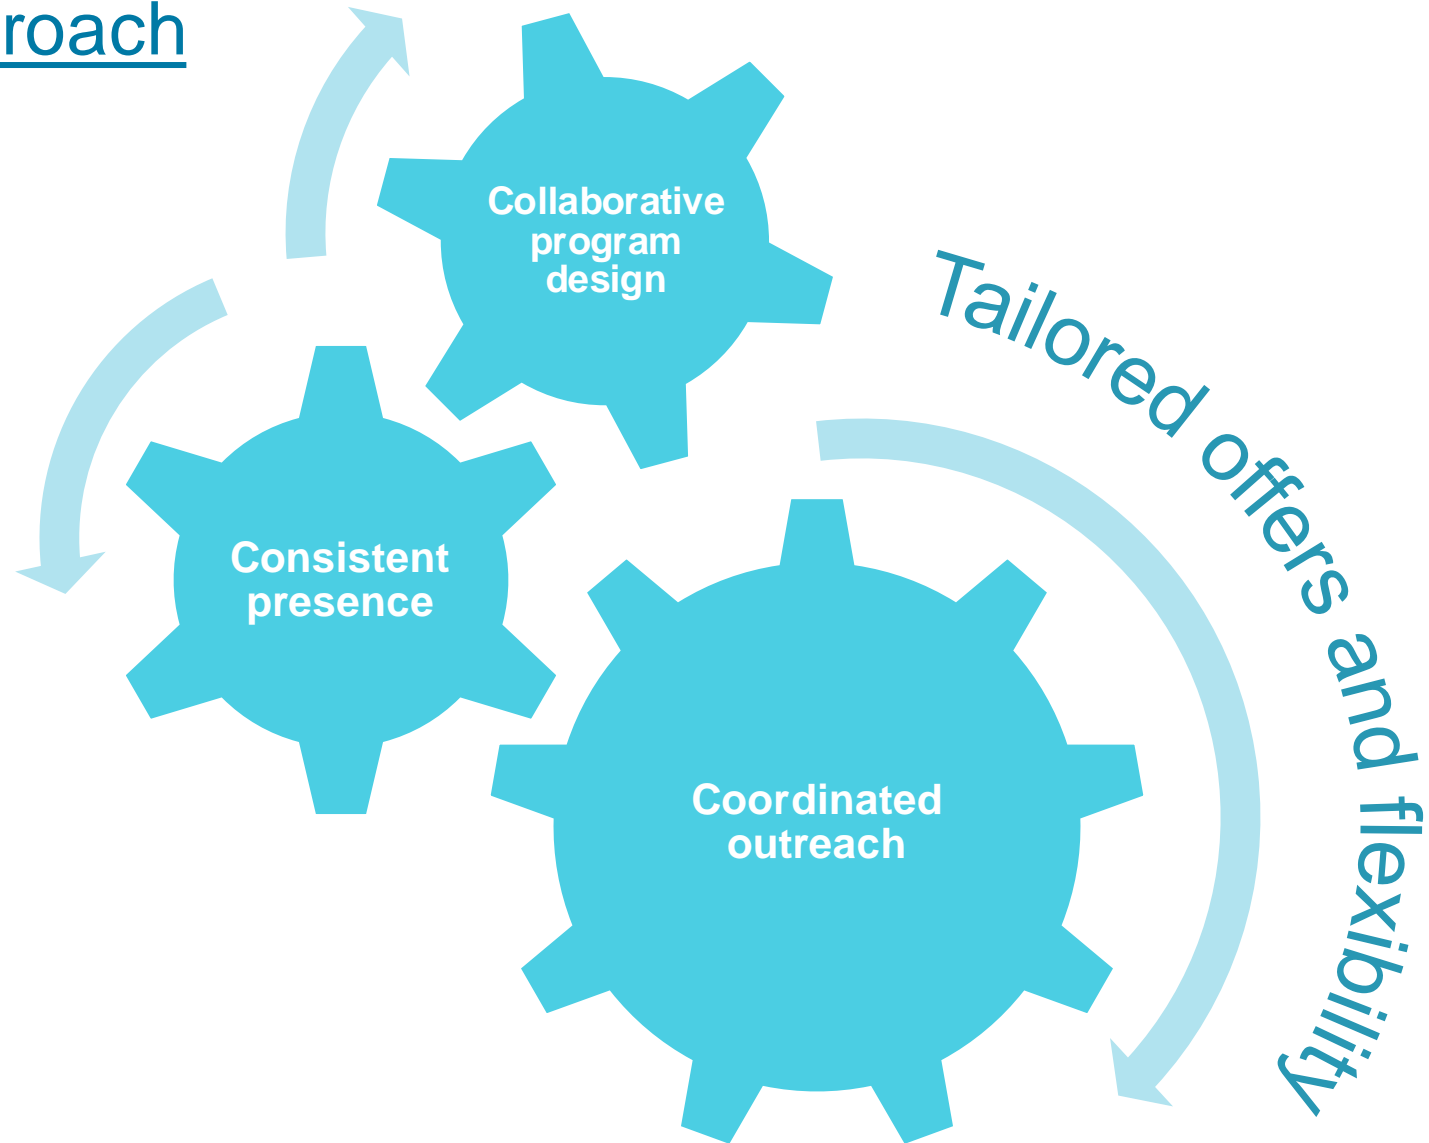 roach
Collaborative
program
design
Tailored offers and flexibility
Consistent
presence
Coordinated
outreach